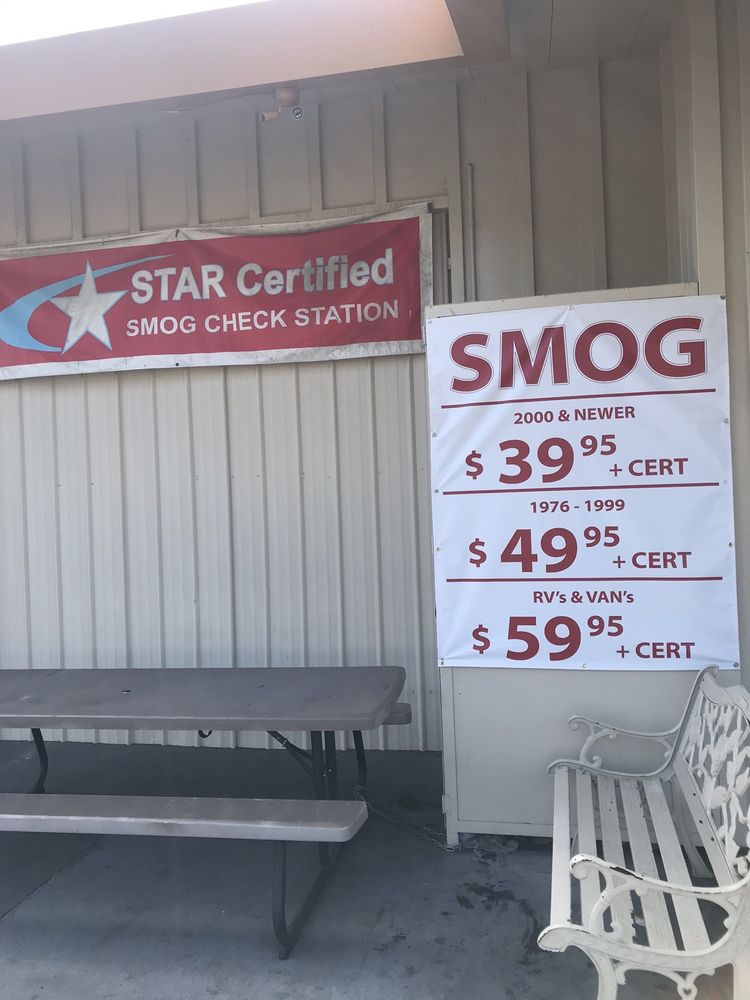 STAR Certified
SMOG CHECK STATION
SMOG
2000 & NEWER
$ 39 95 + CERT
1976 - 1999
$ 49 95 + CERT
RV's & VAN's
$ 59 95 + CERT